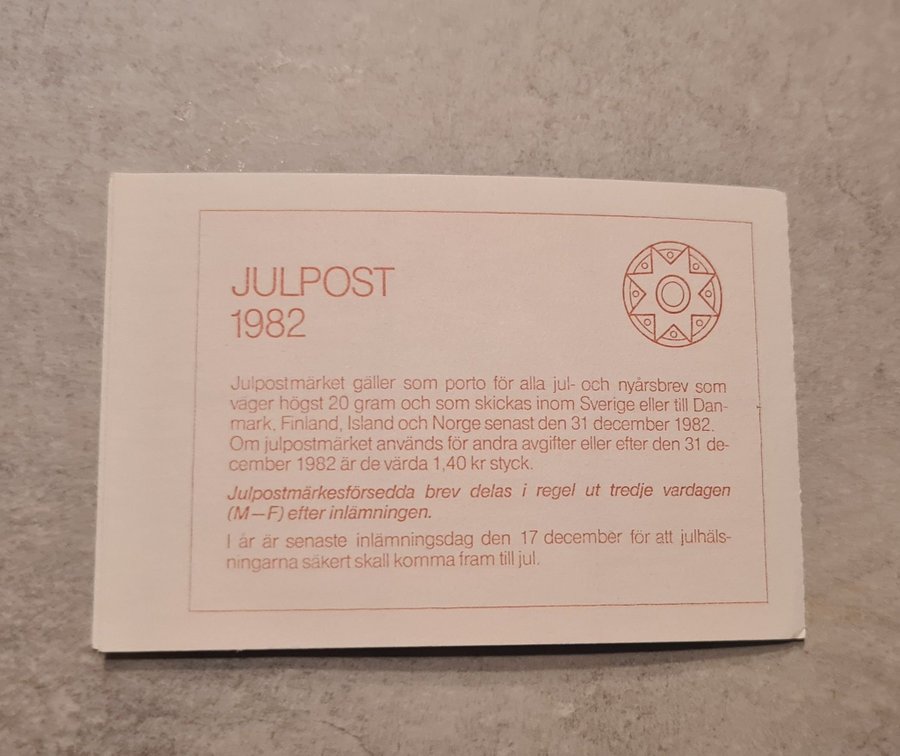 JULPOST
1982
Julpostmärket gäller som porto för alla jul- och nyårsbrev som
väger högst 20 gram och som skickas inom Sverige eller till Dan-
mark, Finland, Island och Norge senast den 31 december 1982.
Om julpostmärket används för andra avgifter eller efter den 31 de-
cember 1982 är de värda 1,40 kr styck.
Julpostmärkesförsedda brev delas i regel ut tredje vardagen
(M–F) efter inlämningen.
I år är senaste inlämningsdag den 17 december för att julhäls-
ningarna säkert skall komma fram till jul.